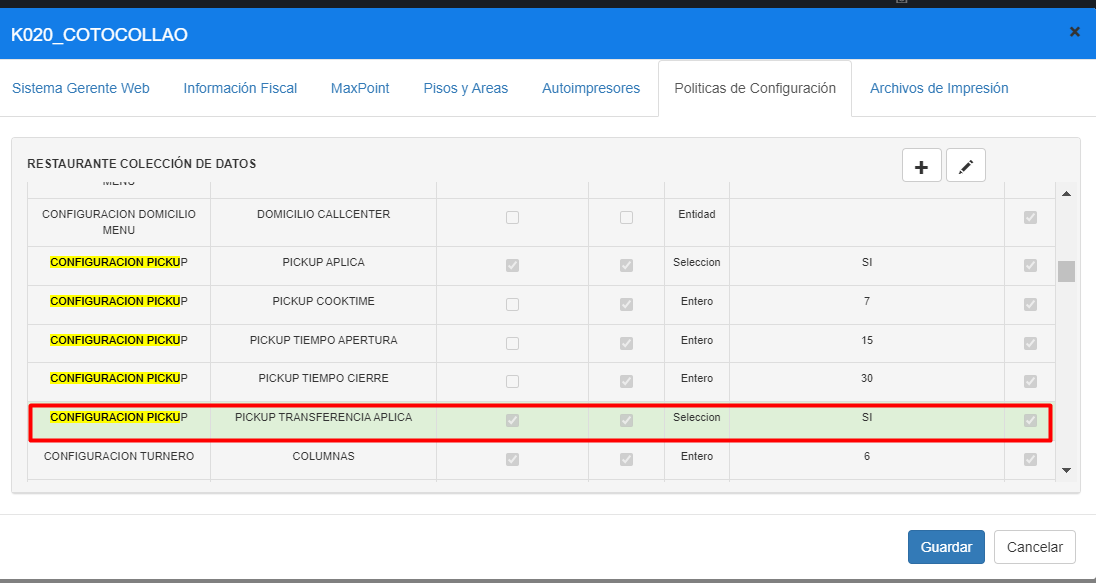 K020_COTOCOLLAO
×
Sistema Gerente Web Información Fiscal MaxPoint Pisos y Areas Autoimpresores Politicas de Configuración Archivos de Impresión
RESTAURANTE COLECCIÓN DE DATOS
MENU
CONFIGURACION DOMICILIO MENU DOMICILIO CALLCENTER Entidad
CONFIGURACION PICKUP PICKUP APLICA Seleccion SI
CONFIGURACION PICKUP PICKUP COOKTIME Entero 7
CONFIGURACION PICKUP PICKUP TIEMPO APERTURA Entero 15
CONFIGURACION PICKUP PICKUP TIEMPO CIERRE Entero 30
CONFIGURACION PICKUP PICKUP TRANSFERENCIA APLICA Seleccion SI
CONFIGURACION TURNERO COLUMNAS Entero 6
Guardar Cancelar